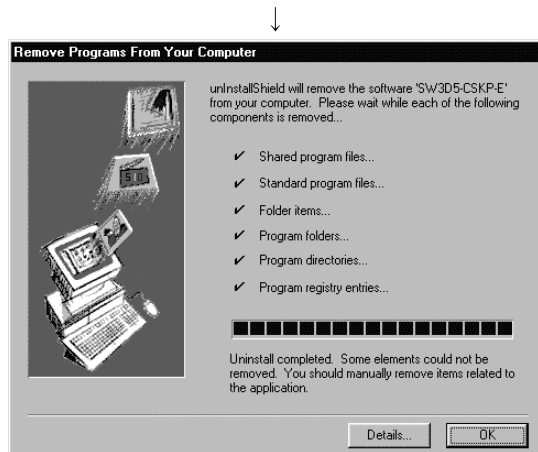 ↓
Remove Programs From Your Computer
unInstallShield will remove the software 'SW3D5-CSKP-E'
from your computer. Please wait while each of the following
components is removed...
✔ Shared program files...
✔ Standard program files...
✔ Folder items...
✔ Program folders...
✔ Program directories...
✔ Program registry entries...
Uninstall completed. Some elements could not be
removed. You should manually remove items related to
the application.
Details... OK